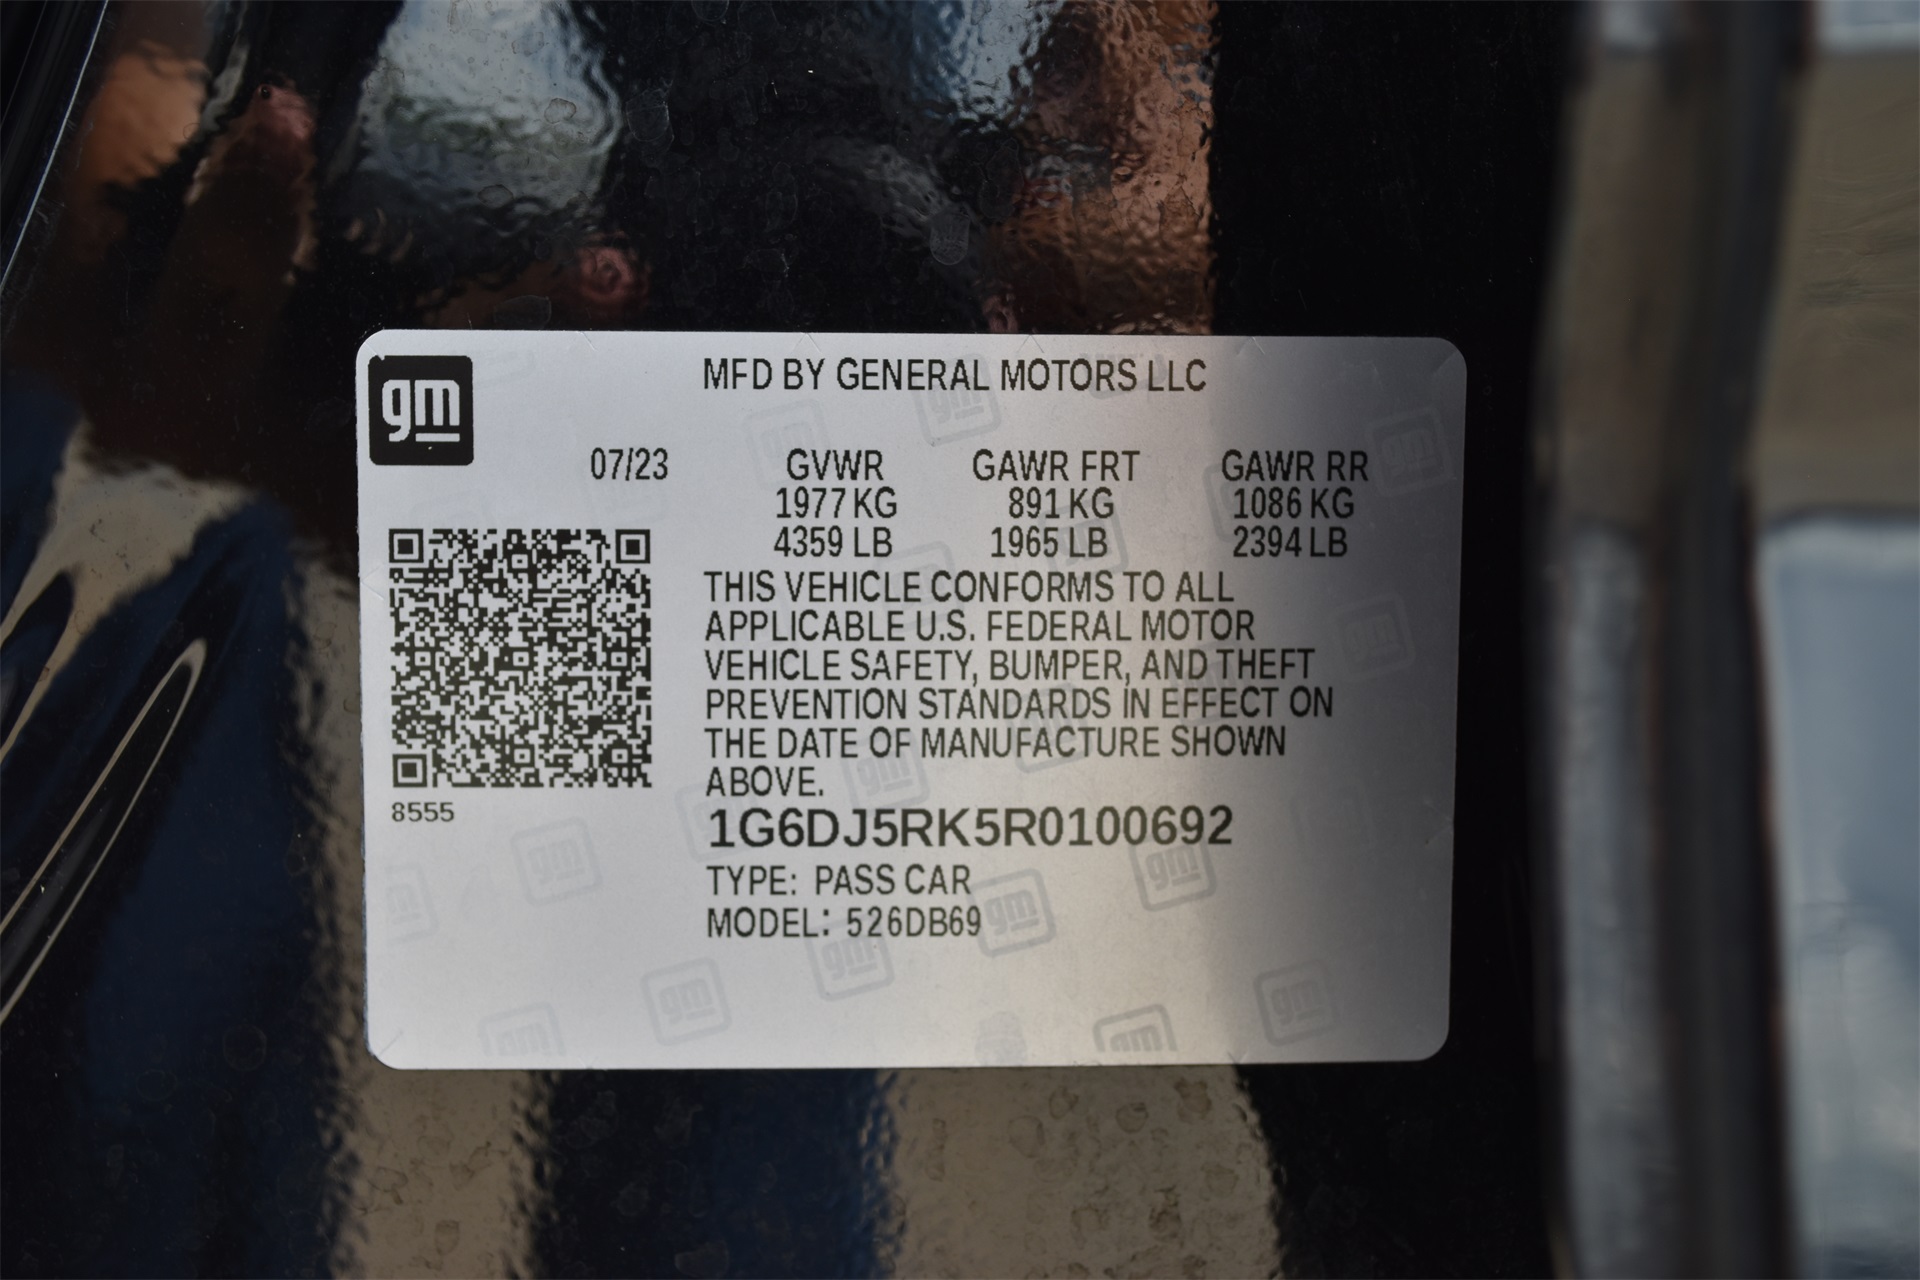 gm
MFD BY GENERAL MOTORS LLC
07/23 GVWR GAWR FRT GAWR RR
1977 KG 891 KG 1086 KG
4359 LB 1965 LB 2394 LB
THIS VEHICLE CONFORMS TO ALL
APPLICABLE U.S. FEDERAL MOTOR
VEHICLE SAFETY, BUMPER, AND THEFT
PREVENTION STANDARDS IN EFFECT ON
THE DATE OF MANUFACTURE SHOWN
ABOVE.
8555
1G6DJ5RK5R0100692
TYPE: PASS CAR
MODEL: 526DB69